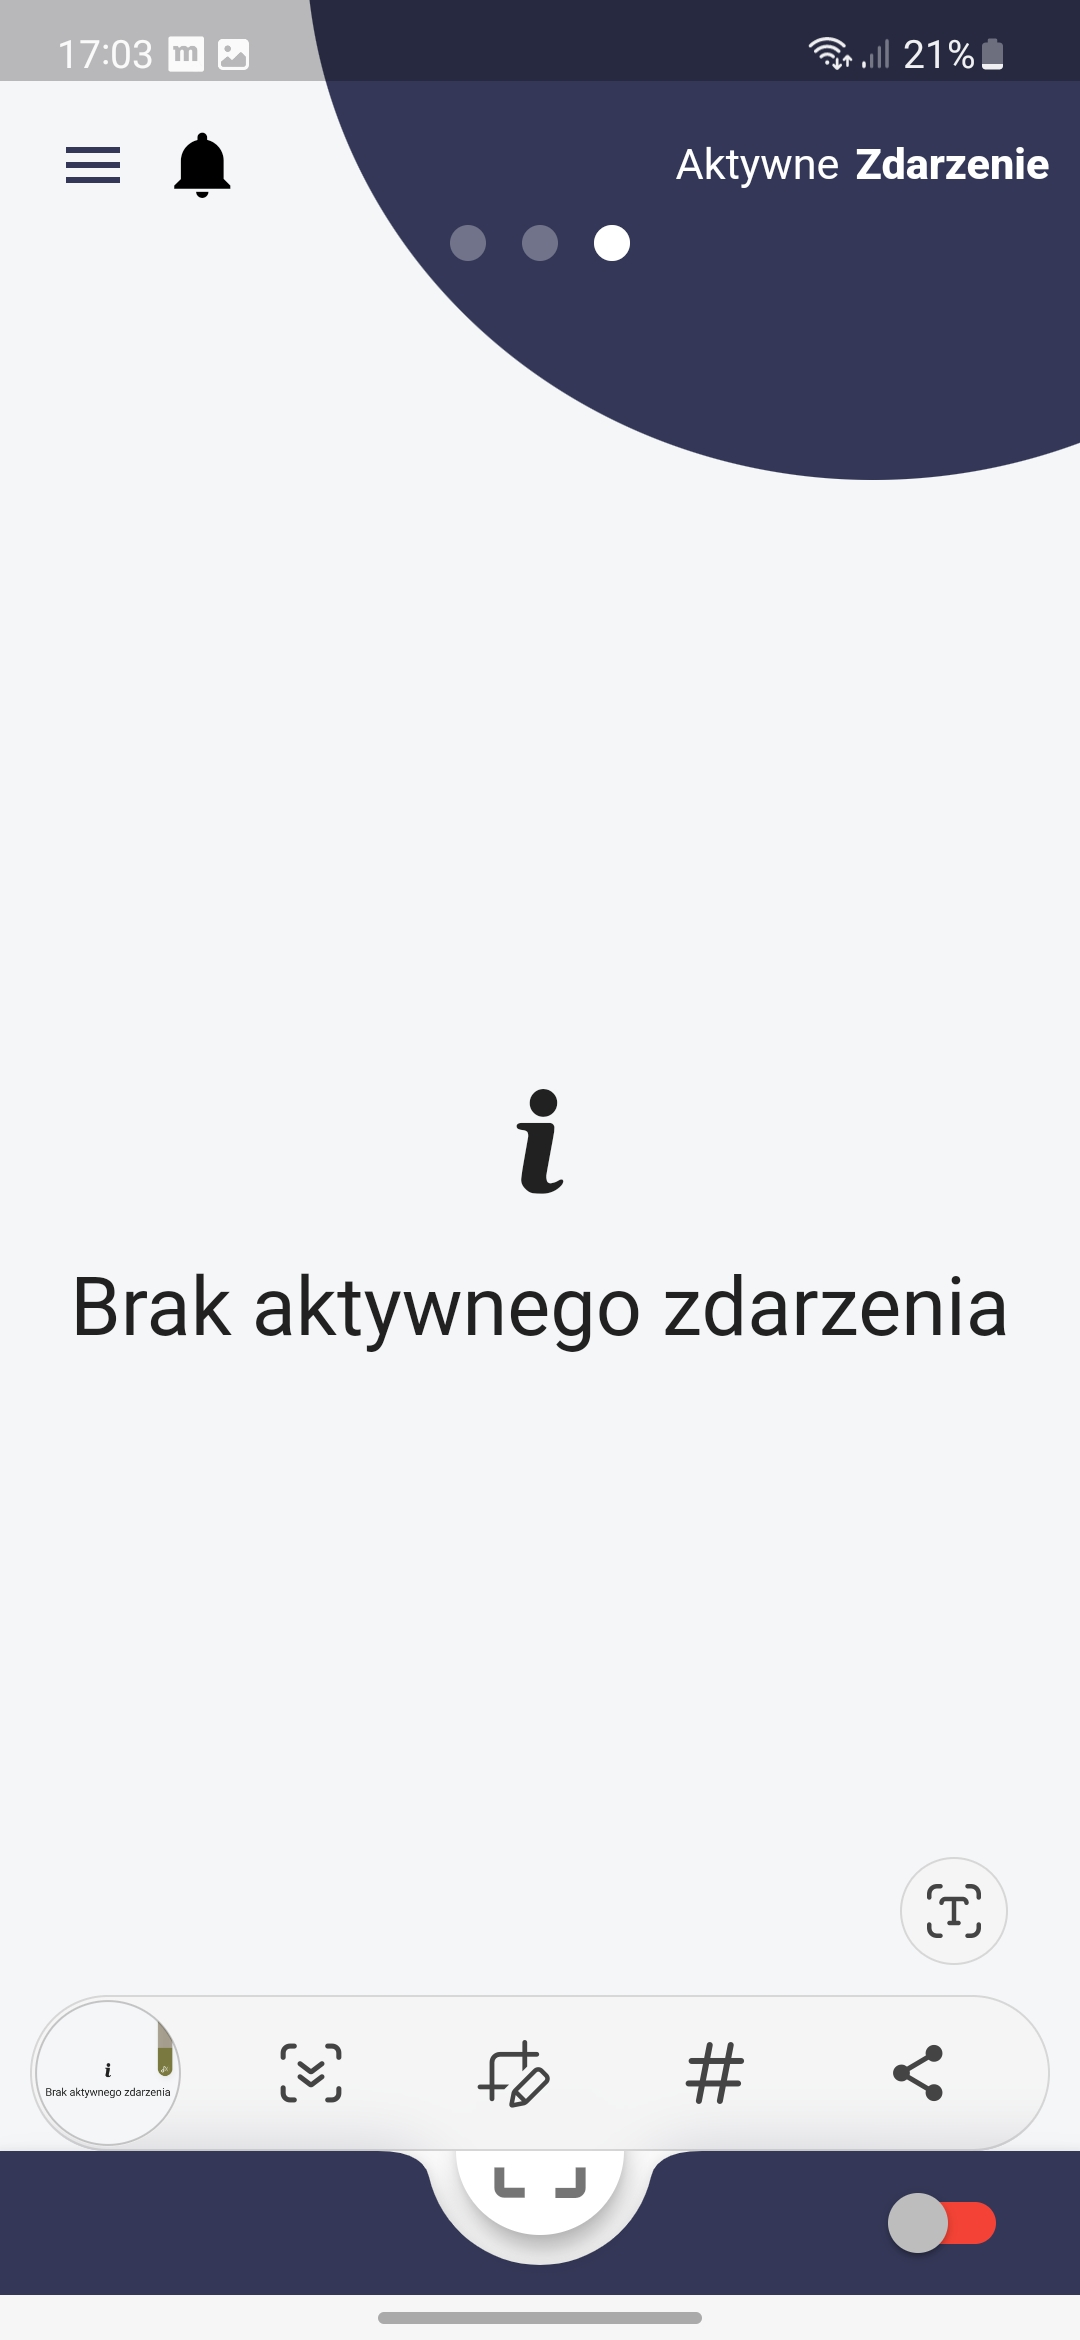 17:03 m 21%
Aktywne Zdarzenie
i
Brak aktywnego zdarzenia
T
i
Brak aktywnego zdarzenia
#